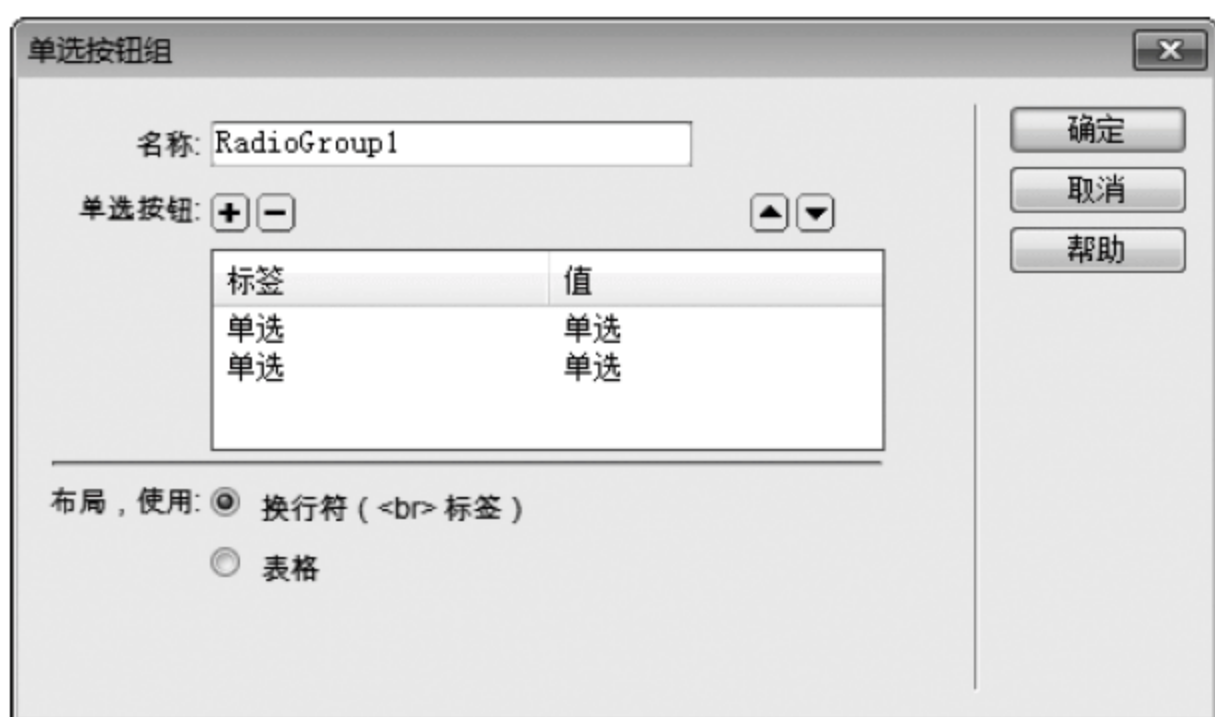 单选按钮组
名称: RadioGroup1
确定
单选按钮:
取消
帮助
标签 值
单选 单选
单选 单选
布局，使用: 换行符（<br> 标签）
表格